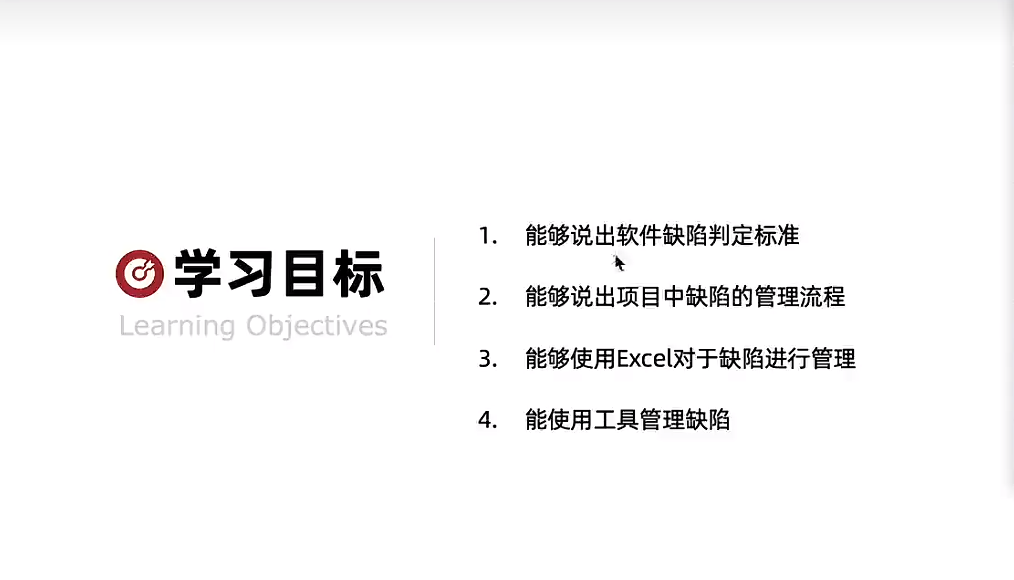 学习目标
Learning Objectives
1. 能够说出软件缺陷判定标准
2. 能够说出项目中缺陷的管理流程
3. 能够使用Excel对于缺陷进行管理
4. 能使用工具管理缺陷